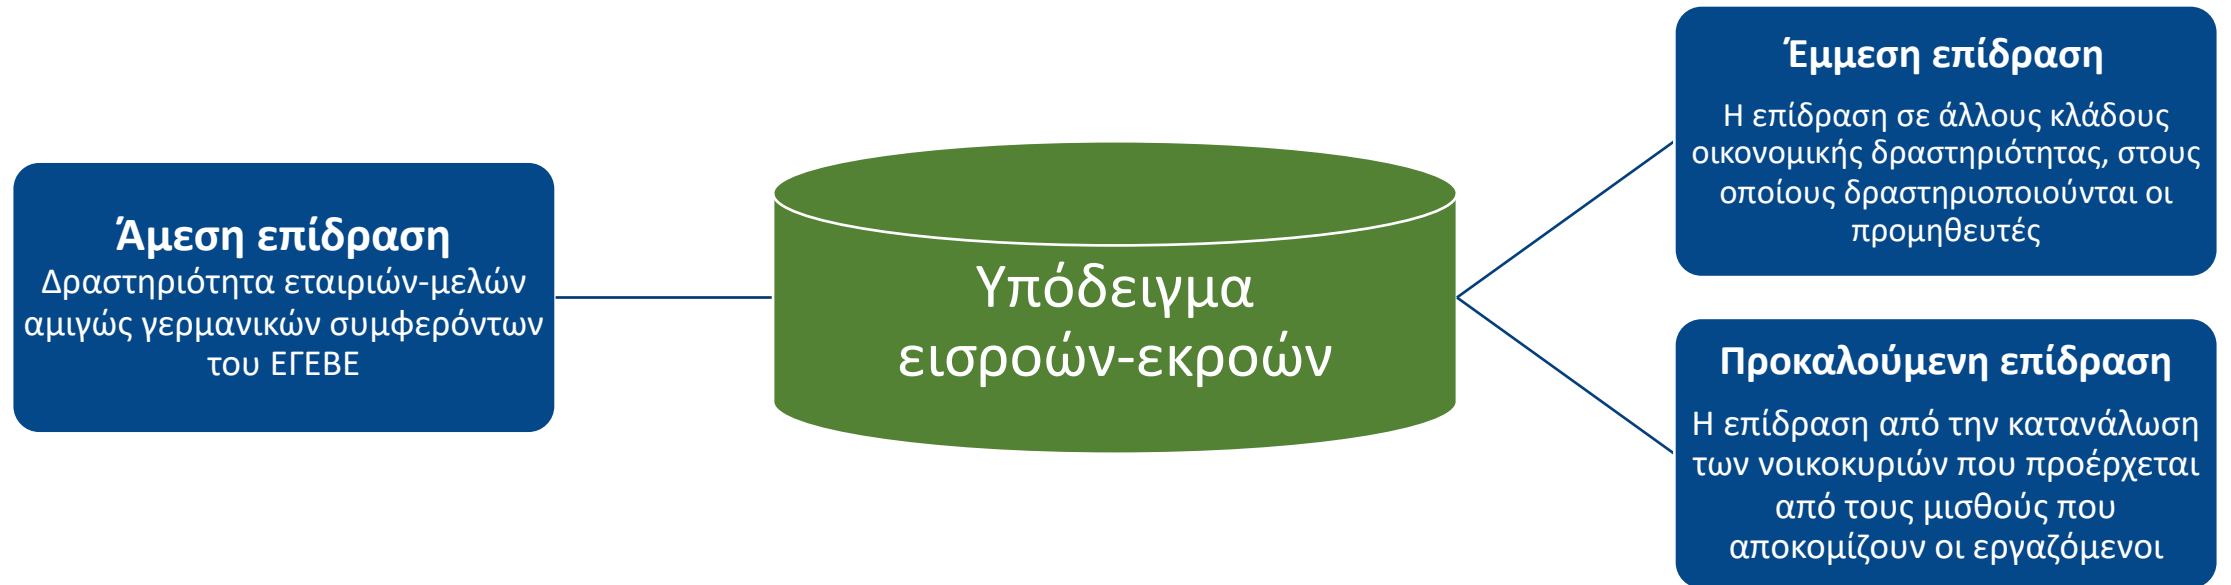 Άμεση επίδραση
Δραστηριότητα εταιριών-μελών
αμιγώς γερμανικών συμφερόντων
του ΕΓΕΒΕ
Υπόδειγμα
εισροών-εκροών
Έμμεση επίδραση
Η επίδραση σε άλλους κλάδους
οικονομικής δραστηριότητας, στους
οποίους δραστηριοποιούνται οι
προμηθευτές
Προκαλούμενη επίδραση
Η επίδραση από την κατανάλωση
των νοικοκυριών που προέρχεται
από τους μισθούς που
αποκομίζουν οι εργαζόμενοι